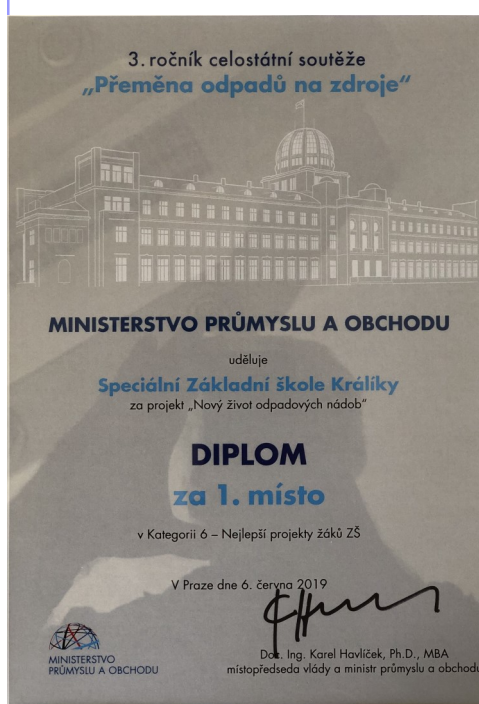 3. ročník celostátní soutěže
„Přeměna odpadů na zdroje“
MINISTERSTVO PRŮMYSLU A OBCHODU
uděluje
Speciální Základní škole Králíky
za projekt „Nový život odpadových nádob“
DIPLOM
za 1. místo
v Kategorii 6 – Nejlepší projekty žáků ZŠ
V Praze dne 6. června 2019
Doc. Ing. Karel Havlíček, Ph.D., MBA
místopředseda vlády a ministr průmyslu a obchodu
MINISTERSTVO
PRŮMYSLU A OBCHODU